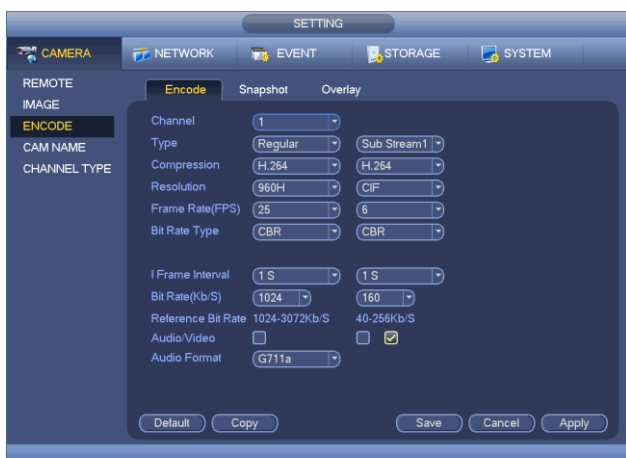 SETTING
CAMERA NETWORK EVENT STORAGE SYSTEM
REMOTE
IMAGE
ENCODE
CAM NAME
CHANNEL TYPE
Encode Snapshot Overlay
Channel 1
Type Regular Sub Stream1
Compression H.264 H.264
Resolution 960H CIF
Frame Rate(FPS) 25 6
Bit Rate Type CBR CBR
I Frame Interval 1 S 1 S
Bit Rate(Kb/S) 1024 160
Reference Bit Rate 1024-3072Kb/S 40-256Kb/S
Audio/Video
Audio Format G711a
Default Copy Save Cancel Apply